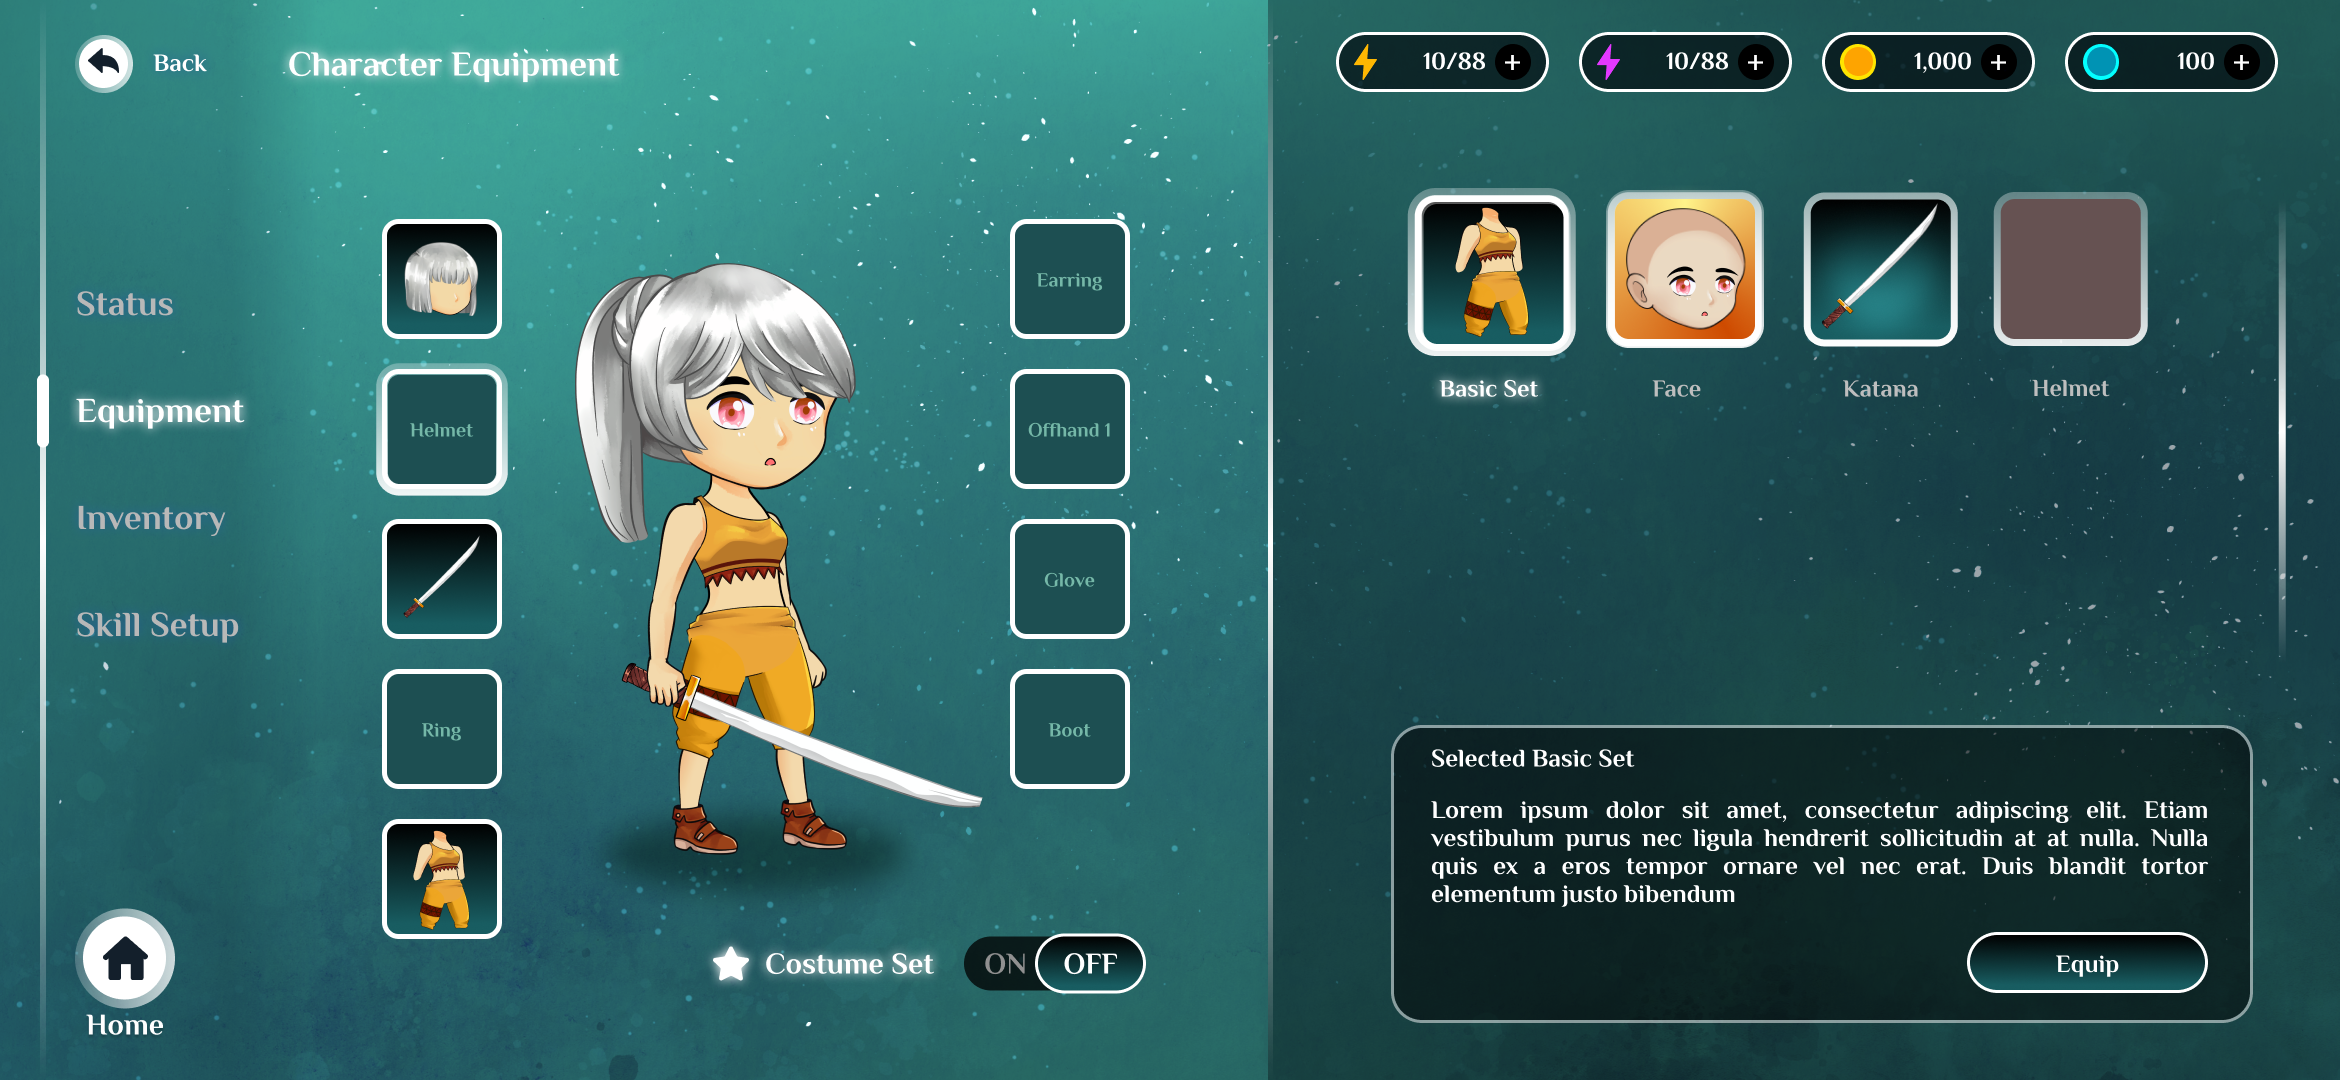 Back
Character Equipment
10/88 +
10/88 +
1,000 +
100 +
Status
Equipment
Inventory
Skill Setup
Home
Helmet
Ring
Earring
Offhand 1
Glove
Boot
Costume Set
ON OFF
Basic Set
Face
Katana
Helmet
Selected Basic Set
Lorem ipsum dolor sit amet, consectetur adipiscing elit. Etiam
vestibulum purus nec ligula hendrerit sollicitudin at at nulla. Nulla
quis ex a eros tempor ornare vel nec erat. Duis blandit tortor
elementum justo bibendum
Equip